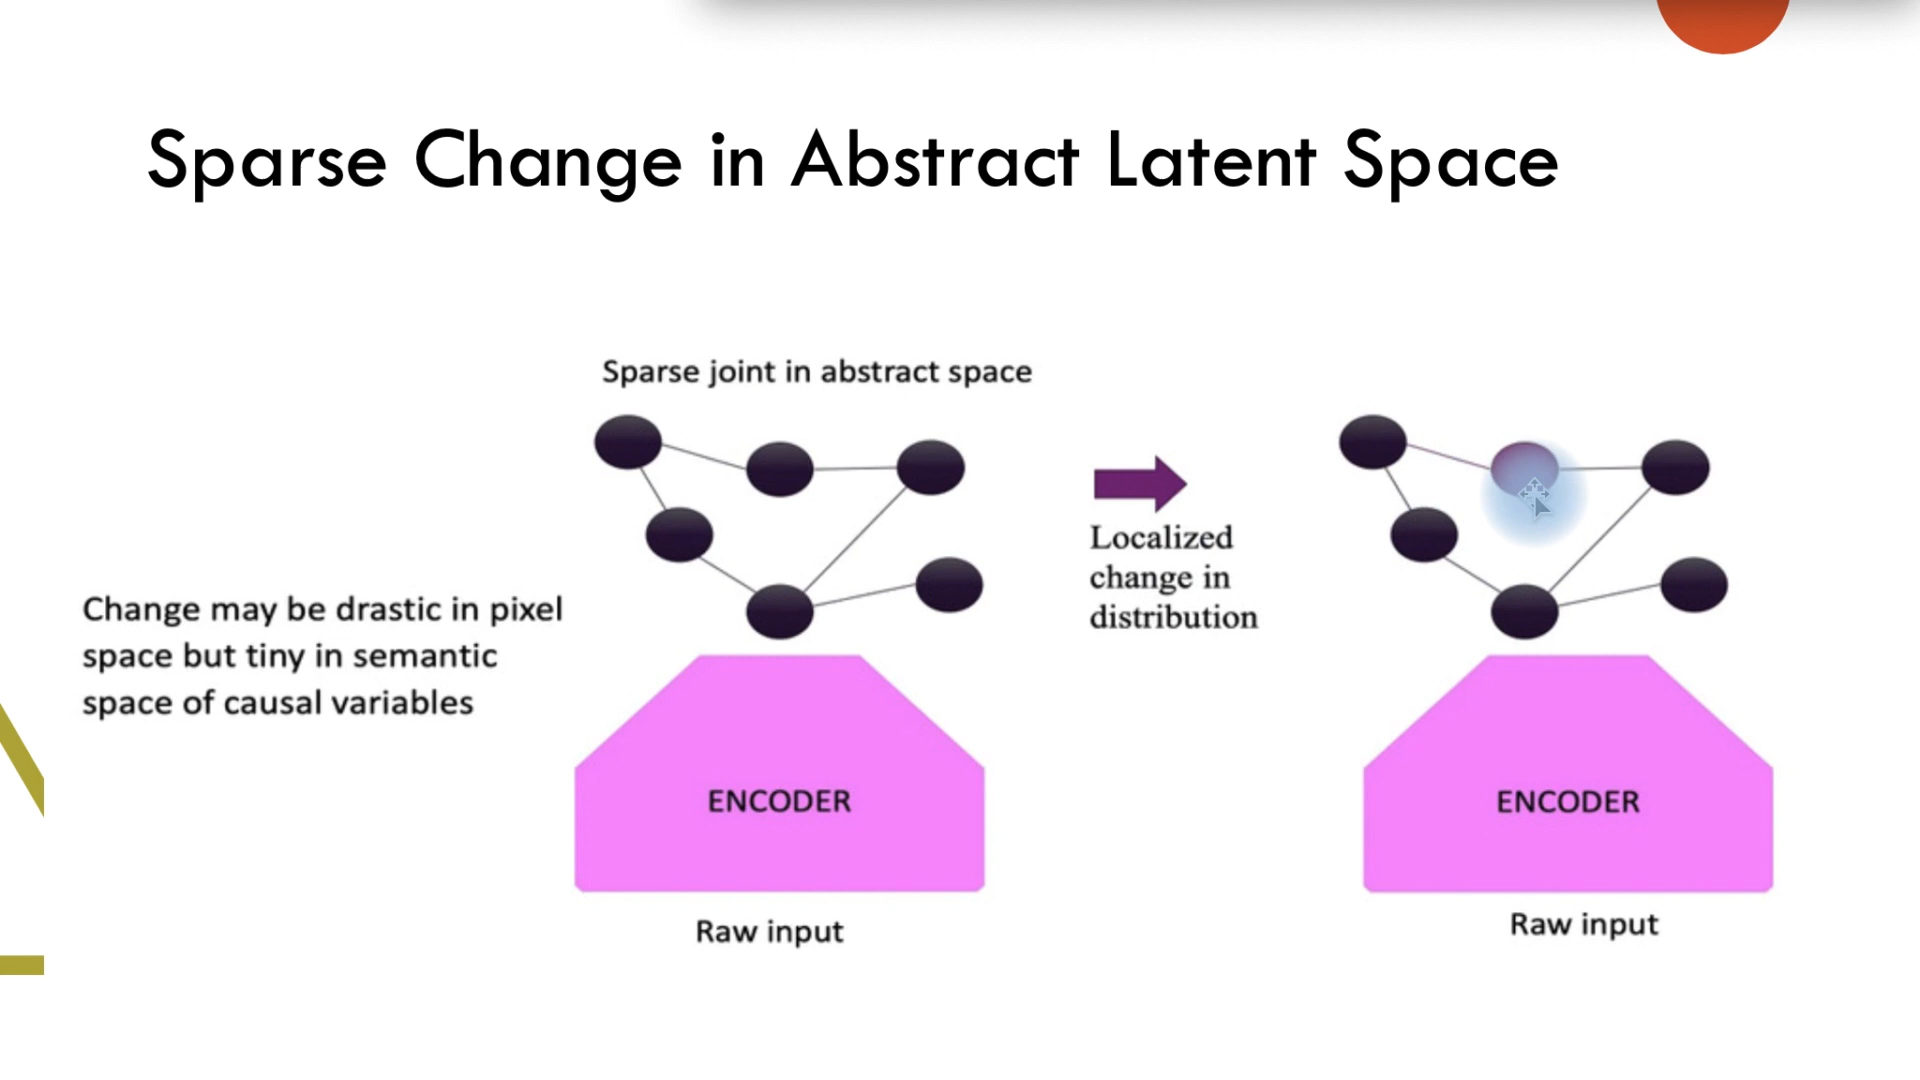 Sparse Change in Abstract Latent Space
Sparse joint in abstract space
Localized
change in
distribution
Change may be drastic in pixel
space but tiny in semantic
space of causal variables
ENCODER
ENCODER
Raw input
Raw input